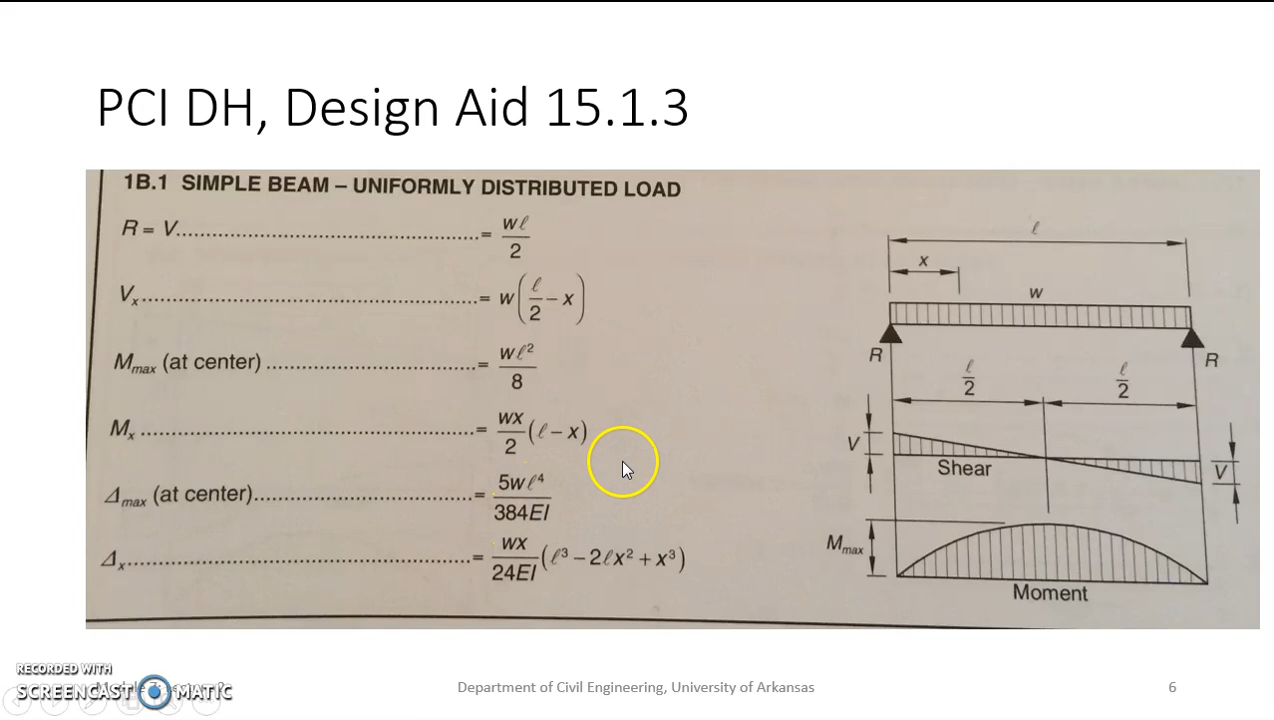 PCI DH, Design Aid 15.1.3
1B.1 SIMPLE BEAM – UNIFORMLY DISTRIBUTED LOAD
R = V.................................................. = wℓ/2
Vx.................................................. = w(ℓ/2 – x)
Mmax (at center) .................................. = wℓ²/8
Mx .................................................. = wx/2 (ℓ – x)
Δmax (at center)................................... = 5wℓ⁴/384EI
Δx.................................................. = wx/24EI (ℓ³ – 2ℓx² + x³)
ℓ
x
w
R
R
ℓ/2
ℓ/2
V
Shear
V
Mmax
Moment
RECORDED WITH
SCREENCAST MATIC
Department of Civil Engineering, University of Arkansas
6